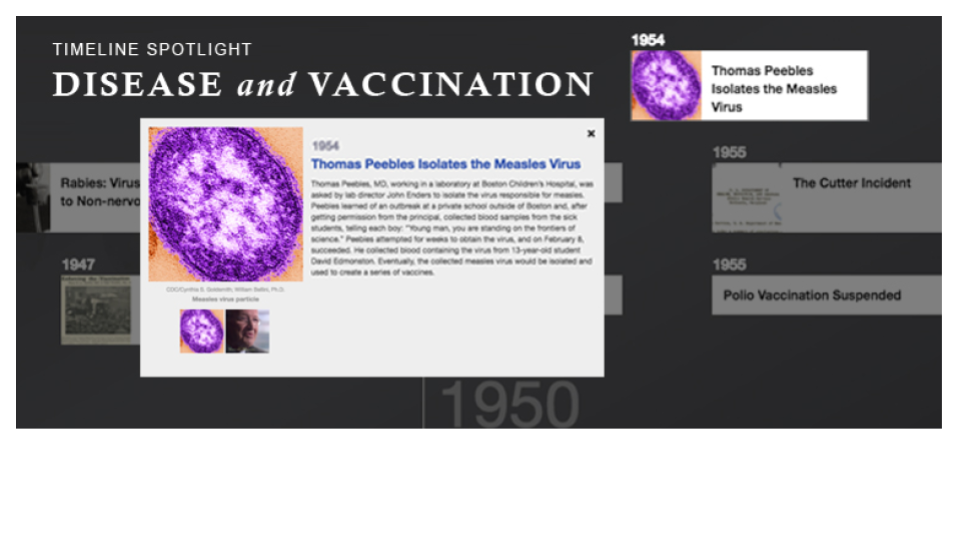 TIMELINE SPOTLIGHT
DISEASE and VACCINATION
1954
Thomas Peebles
Isolates the Measles
Virus
1954
Thomas Peebles Isolates the Measles Virus
Thomas Peebles, MD, working in a laboratory at Boston Children's Hospital, was
asked by lab director John Enders to isolate the virus responsible for measles.
Peebles learned of an outbreak at a private school outside of Boston and, after
getting permission from the principal, collected blood samples from the sick
students, telling each boy: "Young man, you are standing on the frontiers of
science." Peebles attempted for weeks to obtain the virus, and on February 8,
succeeded. He collected blood containing the virus from 13-year-old student
David Edmonston. Eventually, the collected measles virus would be isolated and
used to create a series of vaccines.
CDC/Cynthia S. Goldsmith; William Bellini, Ph.D.
Measles virus particle
Rabies: Virus
to Non-nervo
1947
1955
The Cutter Incident
1955
Polio Vaccination Suspended
1950